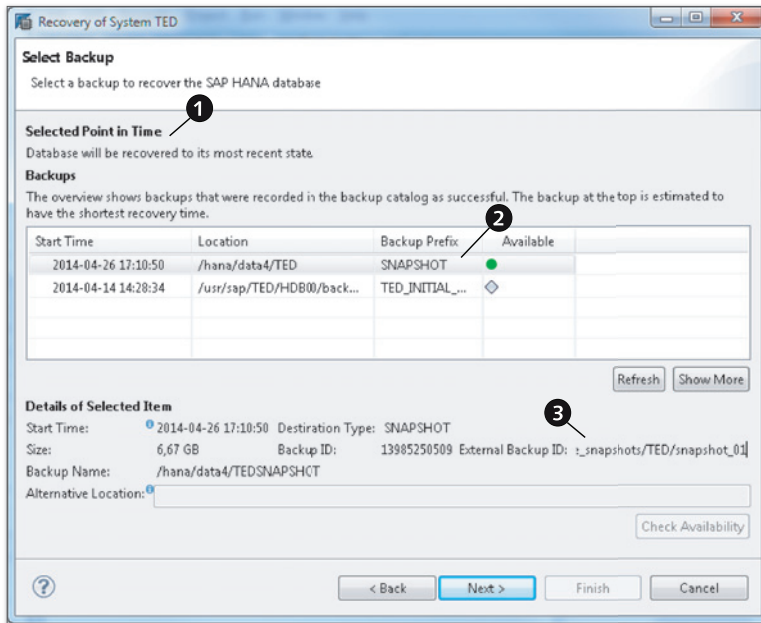 Recovery of System TED
Select Backup
Select a backup to recover the SAP HANA database
1
Selected Point in Time
Database will be recovered to its most recent state.
Backups
The overview shows backups that were recorded in the backup catalog as successful. The backup at the top is estimated to
have the shortest recovery time.
2
Start Time Location Backup Prefix Available
2014-04-26 17:10:50 /hana/data4/TED SNAPSHOT
2014-04-14 14:28:34 /usr/sap/TED/HDB00/back... TED_INITIAL_...
Refresh Show More
Details of Selected Item
3
Start Time: 2014-04-26 17:10:50 Destination Type: SNAPSHOT
Size: 6,67 GB Backup ID: 13985250509 External Backup ID: :_snapshots/TED/snapshot_01
Backup Name: /hana/data4/TEDSNAPSHOT
Alternative Location:
Check Availability
? < Back Next > Finish Cancel